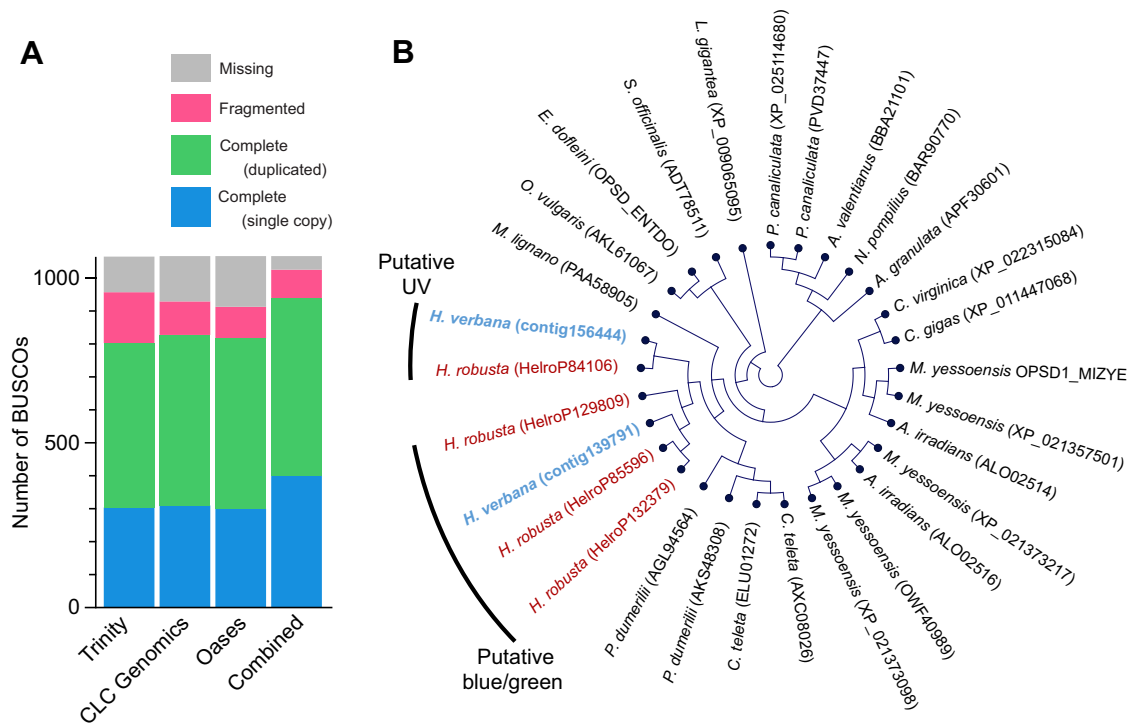 A
Missing
Fragmented
Complete
(duplicated)
Complete
(single copy)
Number of BUSCOs
1000
500
0
Trinity
CLC Genomics
Oases
Combined
B
Putative
UV
Putative
blue/green
H. verbana (contig156444)
M. lignano (PAA58905)
O. vulgaris (AKL61067)
E. dofleini (OPSD_ENTDO)
S. officinalis (ADT78511)
L. gigantea (XP_009065095)
P. canaliculata (XP_025114680)
P. canaliculata (PVD37447)
A. valentianus (BBA21101)
N. pompilius (BAR90770)
A. granulata (APF30601)
C. virginica (XP_022315084)
C. gigas (XP_011447068)
M. yessoensis OPSD1_MIZYE
M. yessoensis (XP_021357501)
A. irradians (ALO02514)
M. yessoensis (XP_021373217)
A. irradians (ALO02516)
M. yessoensis (OWF40989)
M. yessoensis (XP_021373098)
C. teleta (AXC08026)
C. teleta (ELU01272)
P. dumerilii (AKS48308)
P. dumerilii (AGL94564)
H. robusta (HelroP132379)
H. robusta (HelroP85596)
H. verbana (contig139791)
H. robusta (HelroP129809)
H. robusta (HelroP84106)